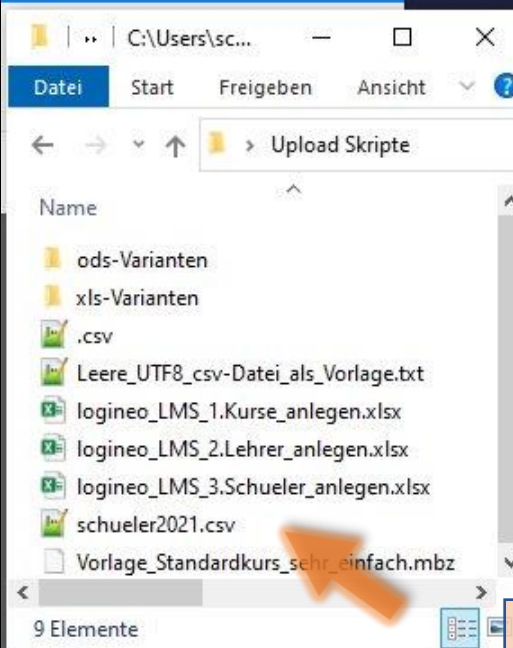 C:\Users\sc...
Datei Start Freigeben Ansicht
Upload Skripte
Name
ods-Varianten
xls-Varianten
.csv
Leere_UTF8_csv-Datei_als_Vorlage.txt
logineo_LMS_1.Kurse_anlegen.xlsx
logineo_LMS_2.Lehrer_anlegen.xlsx
logineo_LMS_3.Schueler_anlegen.xlsx
schueler2021.csv
Vorlage_Standardkurs_sehr_einfach.mbz
9 Elemente